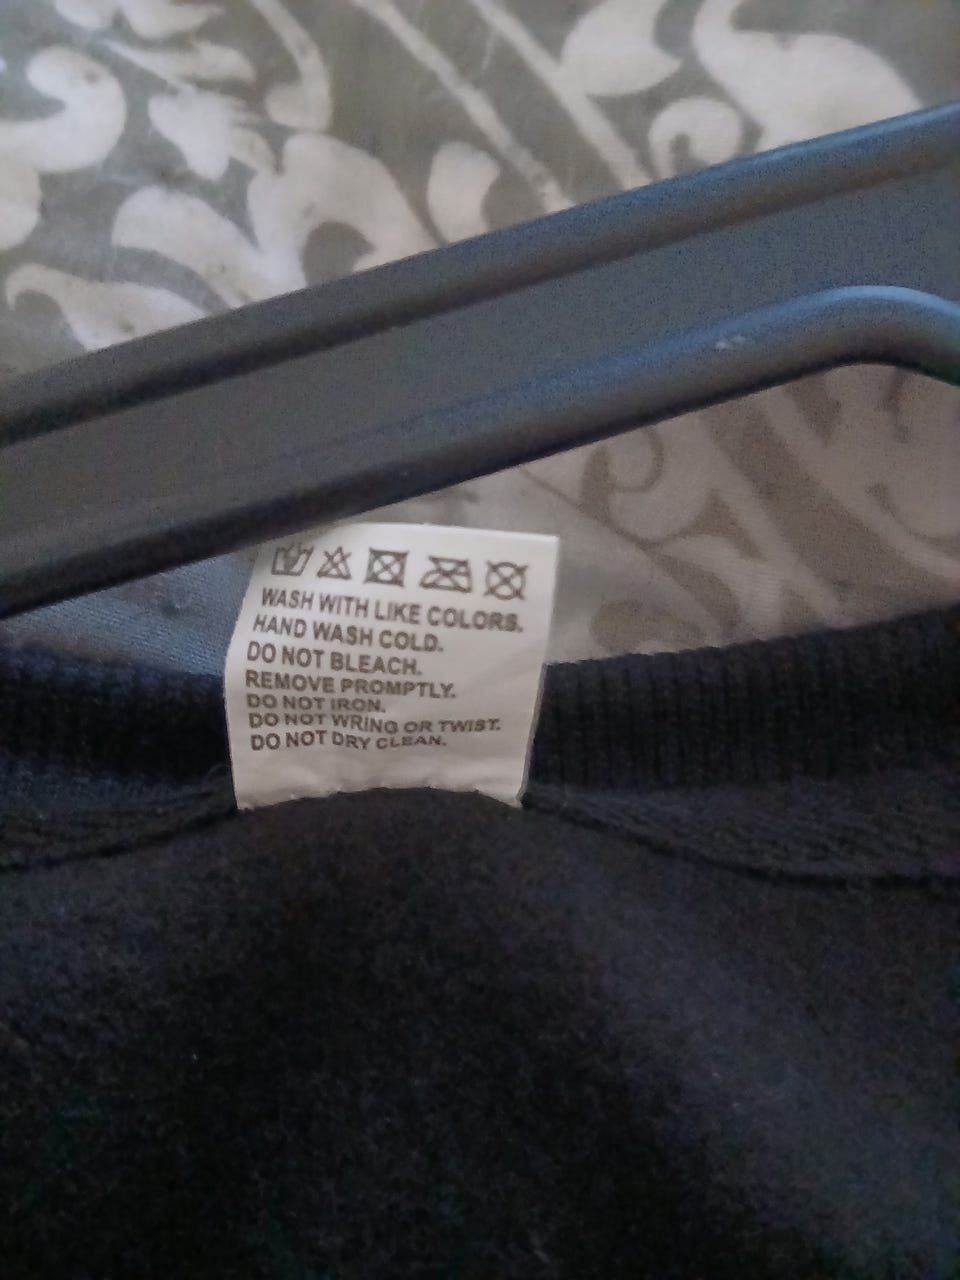 WASH WITH LIKE COLORS.
HAND WASH COLD.
DO NOT BLEACH.
REMOVE PROMPTLY.
DO NOT IRON.
DO NOT WRING OR TWIST.
DO NOT DRY CLEAN.